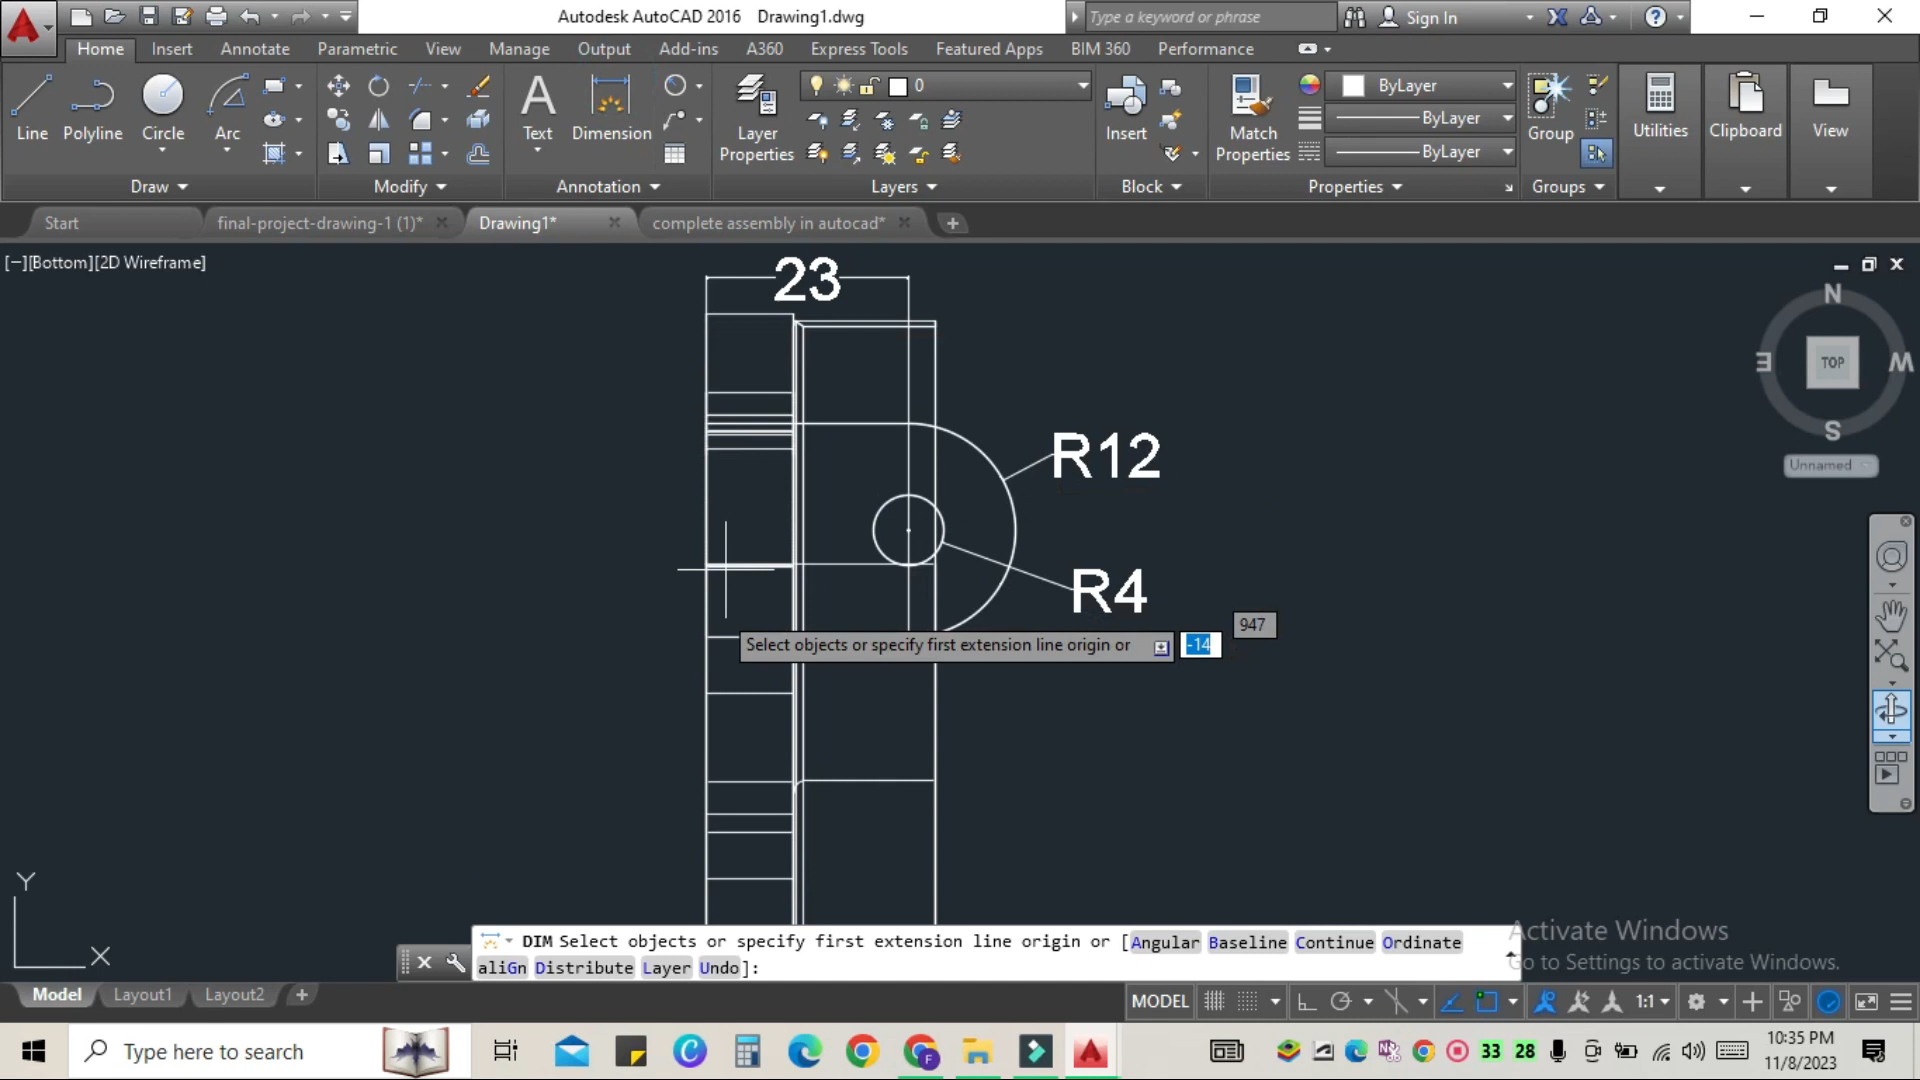 Autodesk AutoCAD 2016 Drawing1.dwg
Type a keyword or phrase
Sign In
Home Insert Annotate Parametric View Manage Output Add-ins A360 Express Tools Featured Apps BIM 360 Performance
0
ByLayer
ByLayer
ByLayer
Line Polyline Circle Arc
Text Dimension
Layer Properties
Insert
Match Properties
Group
Utilities
Clipboard
View
Draw Modify Annotation Layers Block Properties Groups
Start final-project-drawing-1 (1)* Drawing1* complete assembly in autocad*
[−][Bottom][2D Wireframe]
23
R12
R4
N
E
TOP
W
S
Unnamed
947
Select objects or specify first extension line origin or
-14
Y
X
Activate Windows
Go to Settings to activate Windows.
DIM Select objects or specify first extension line origin or [Angular Baseline Continue Ordinate
aliGn Distribute Layer Undo]:
Model Layout1 Layout2
MODEL
1:1
Type here to search
33 28
10:35 PM
11/8/2023